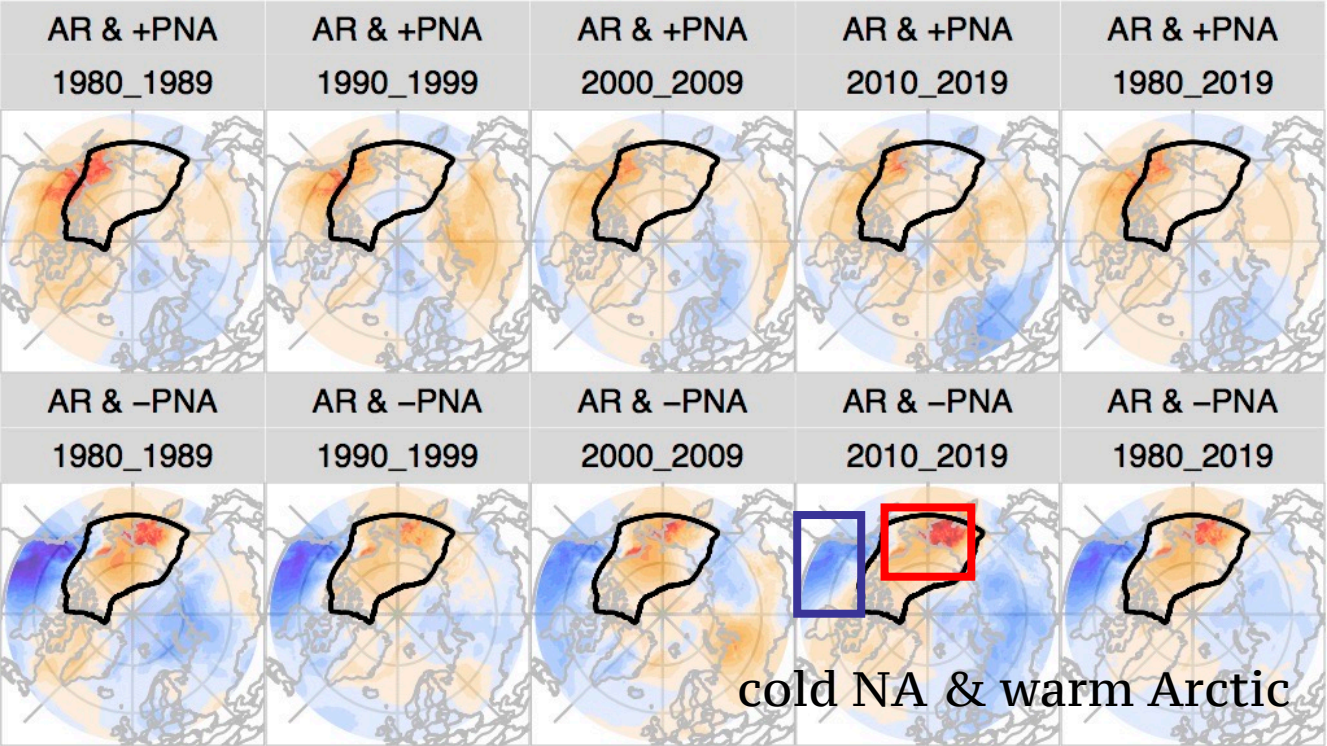 AR & +PNA
AR & +PNA
AR & +PNA
AR & +PNA
AR & +PNA
1980_1989
1990_1999
2000_2009
2010_2019
1980_2019
AR & −PNA
AR & −PNA
AR & −PNA
AR & −PNA
AR & −PNA
1980_1989
1990_1999
2000_2009
2010_2019
1980_2019
cold NA & warm Arctic